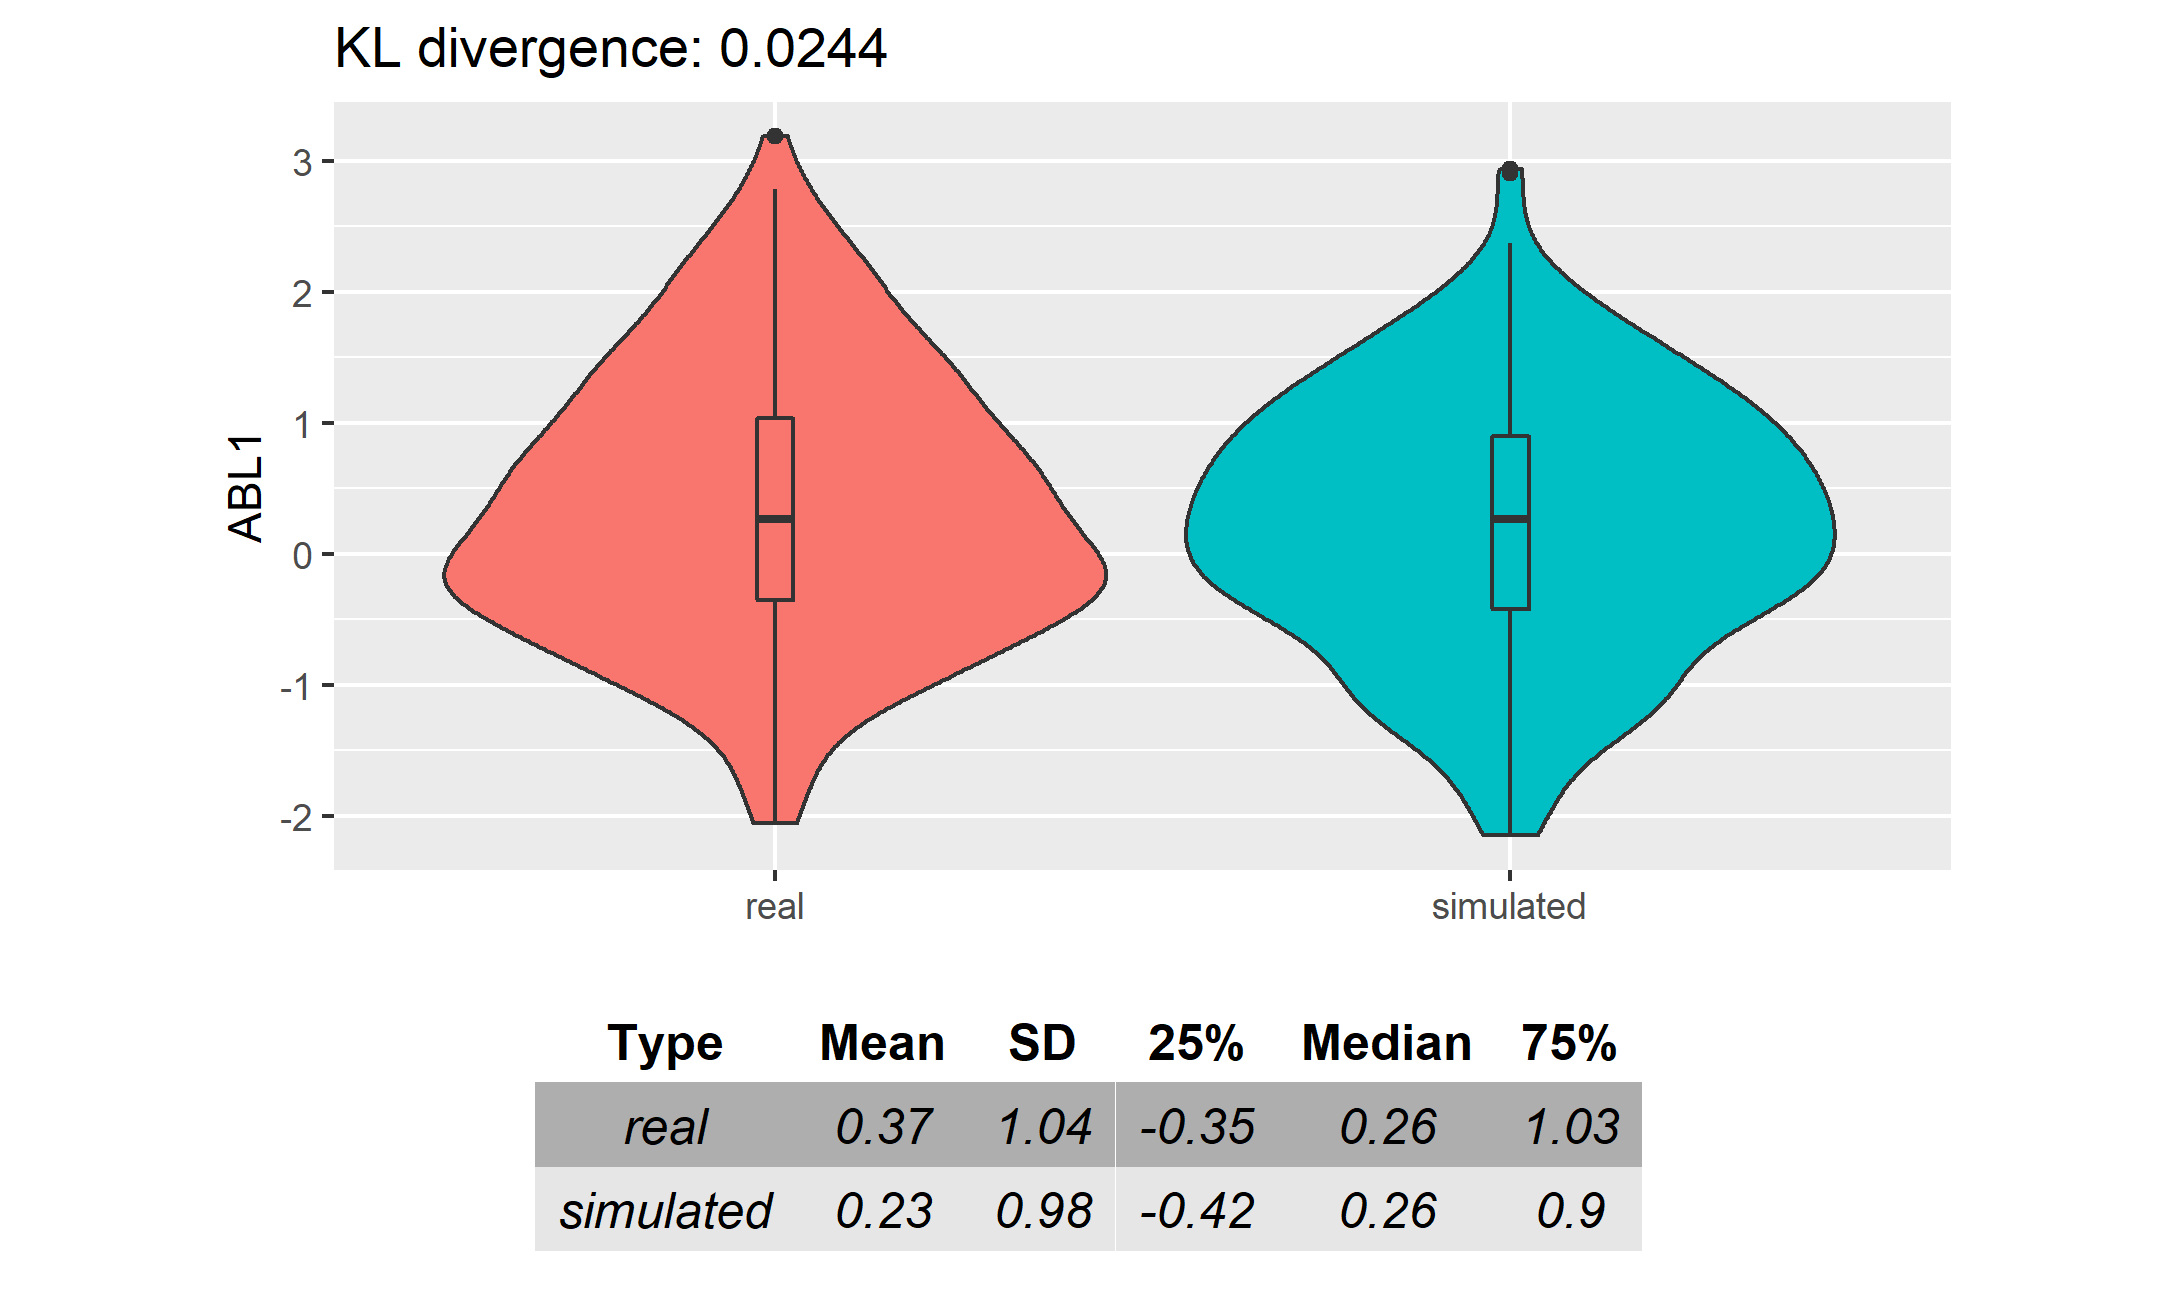 KL divergence: 0.0244
3
2
1
0
-1
-2
ABL1
real simulated
Type Mean SD 25% Median 75%
real 0.37 1.04 -0.35 0.26 1.03
simulated 0.23 0.98 -0.42 0.26 0.9